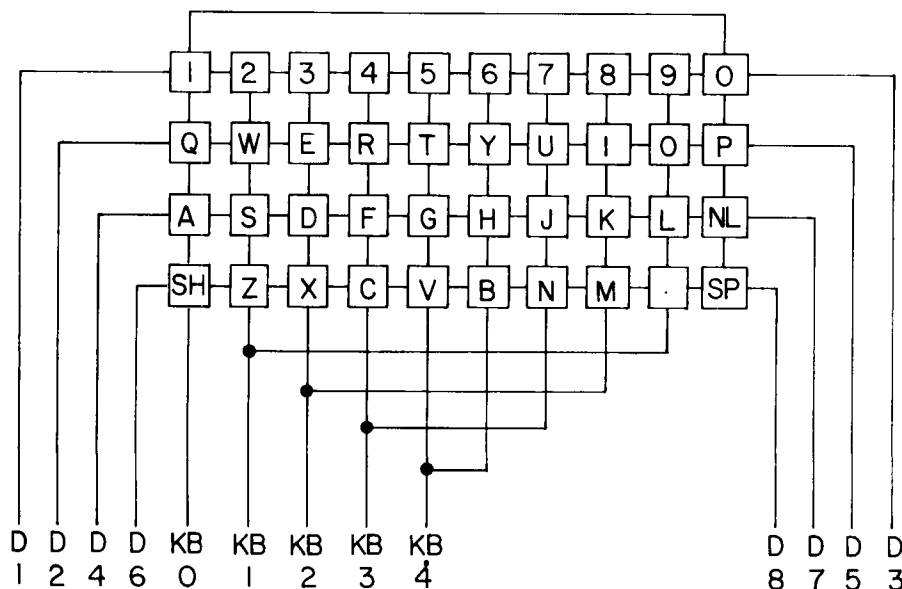 1 2 3 4 5 6 7 8 9 0
Q W E R T Y U I O P
A S D F G H J K L NL
SH Z X C V B N M . SP
D D D D KB KB KB KB KB D D D D
1 2 4 6 0 1 2 3 4 8 7 5 3